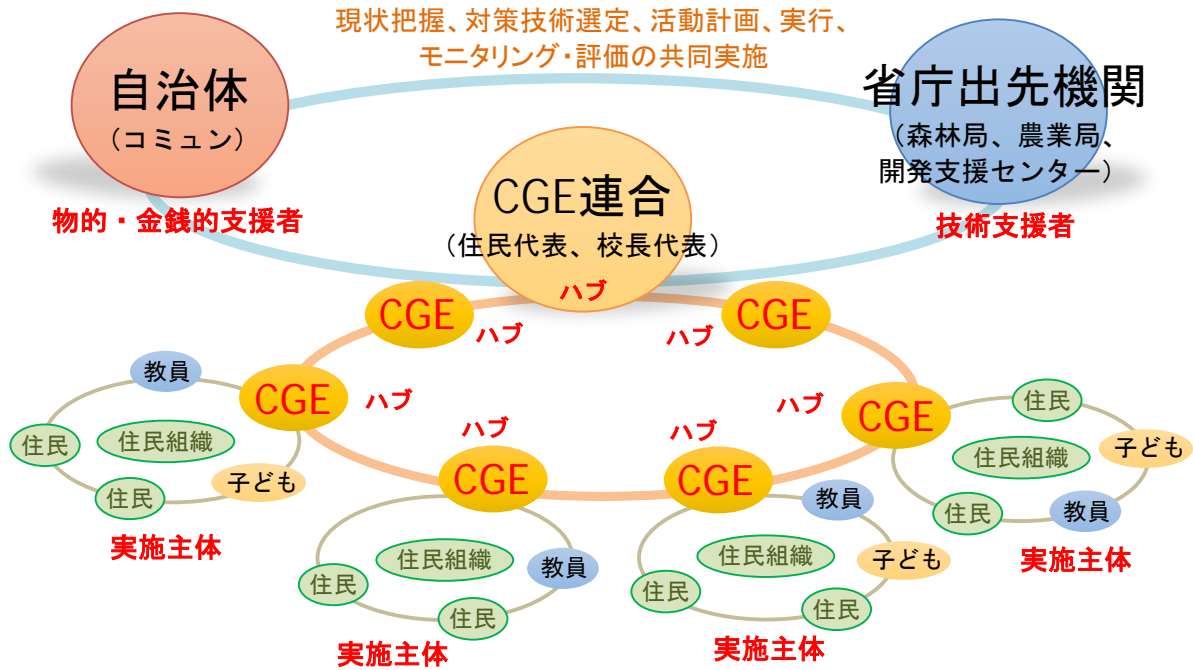 現状把握、対策技術選定、活動計画、実行、
モニタリング・評価の共同実施
自治体
（コミュン）
物的・金銭的支援者
省庁出先機関
（森林局、農業局、
開発支援センター）
技術支援者
CGE連合
（住民代表、校長代表）
ハブ
CGE
ハブ
CGE
ハブ
CGE
ハブ
CGE
ハブ
CGE
ハブ
CGE
ハブ
教員
住民
住民組織
子ども
住民
実施主体
住民組織
教員
住民
住民
実施主体
教員
住民組織
子ども
住民
住民
実施主体
住民
子ども
住民組織
住民
教員
実施主体